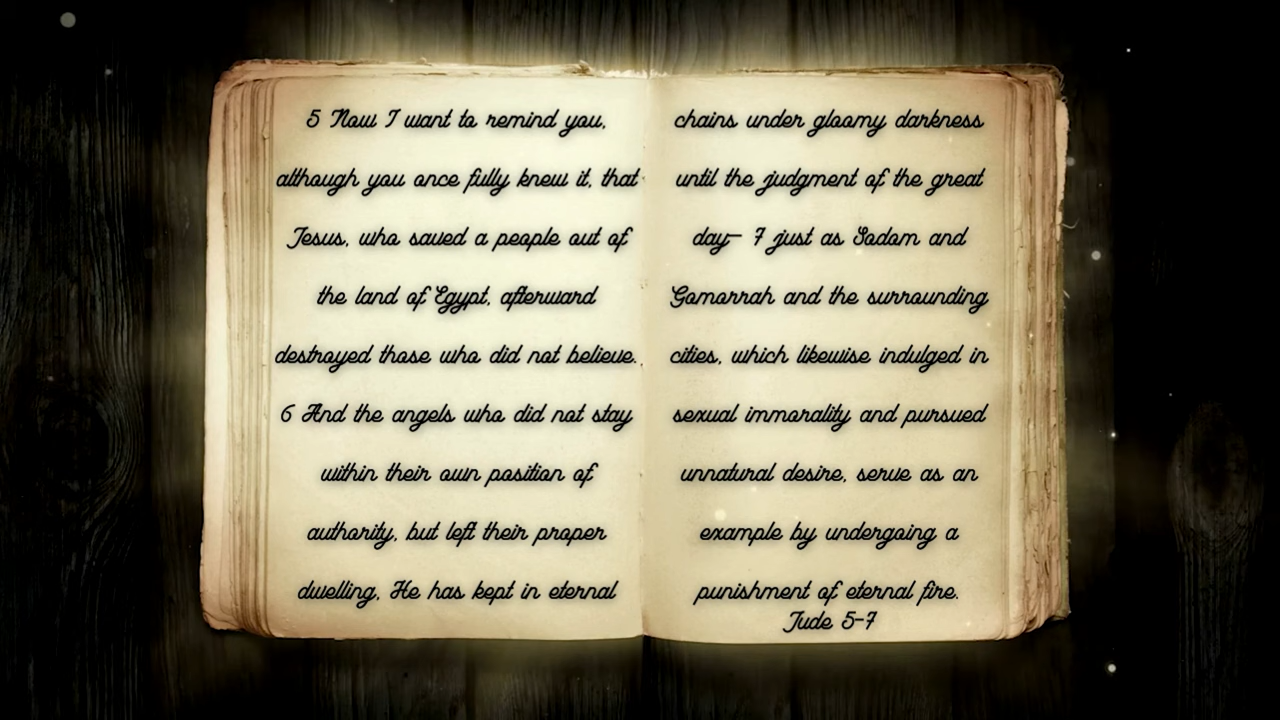 5 Now I want to remind you,
although you once fully knew it, that
Jesus, who saved a people out of
the land of Egypt, afterward
destroyed those who did not believe.
6 And the angels who did not stay
within their own position of
authority, but left their proper
dwelling, He has kept in eternal
chains under gloomy darkness
until the judgment of the great
day— 7 just as Sodom and
Gomorrah and the surrounding
cities, which likewise indulged in
sexual immorality and pursued
unnatural desire, serve as an
example by undergoing a
punishment of eternal fire.
Jude 5-7